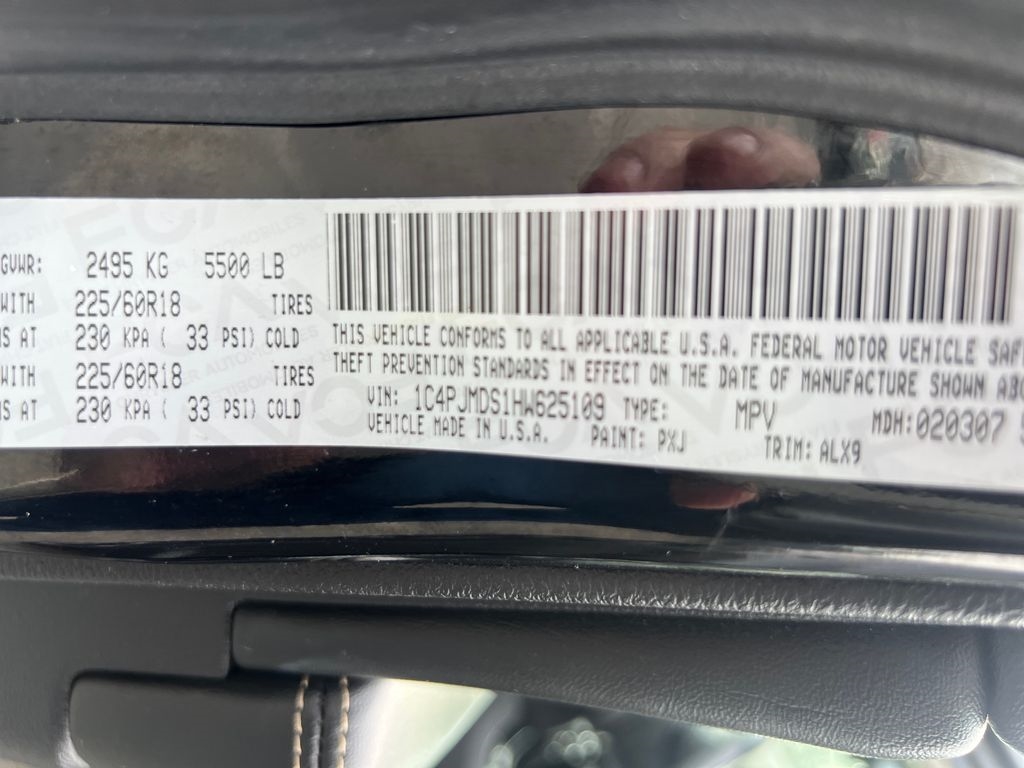 GVWR: 2495 KG 5500 LB
WITH 225/60R18 TIRES
AT 230 KPA ( 33 PSI) COLD
WITH 225/60R18 TIRES
AT 230 KPA ( 33 PSI) COLD
THIS VEHICLE CONFORMS TO ALL APPLICABLE U.S.A. FEDERAL MOTOR VEHICLE SAF
THEFT PREVENTION STANDARDS IN EFFECT ON THE DATE OF MANUFACTURE SHOWN ABO
VIN: 1C4PJMDS1HW625109 TYPE: MPV MDH: 020307
VEHICLE MADE IN U.S.A. PAINT: PXJ TRIM: ALX9